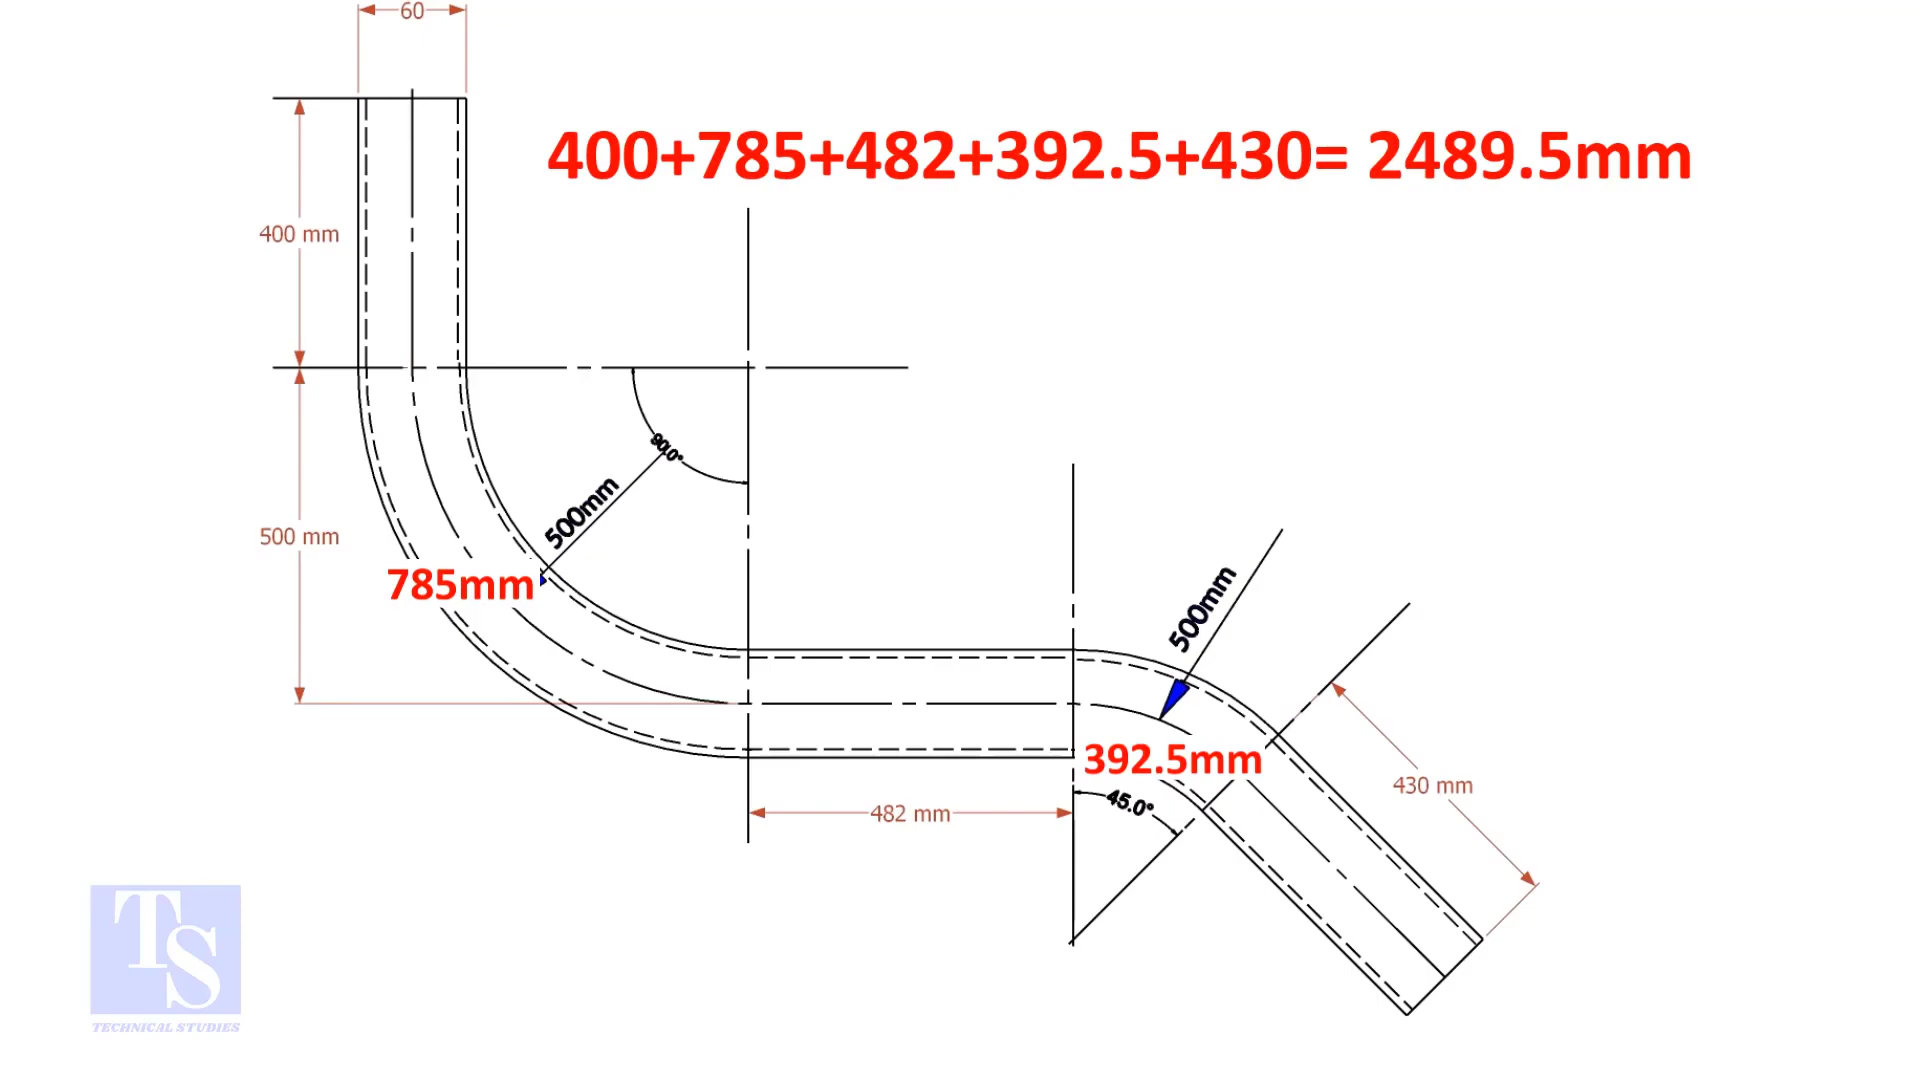 60
400+785+482+392.5+430= 2489.5mm
400 mm
90.0°
500mm
500 mm
785mm
500mm
392.5mm
430 mm
45.0°
482 mm
TS
TECHNICAL STUDIES